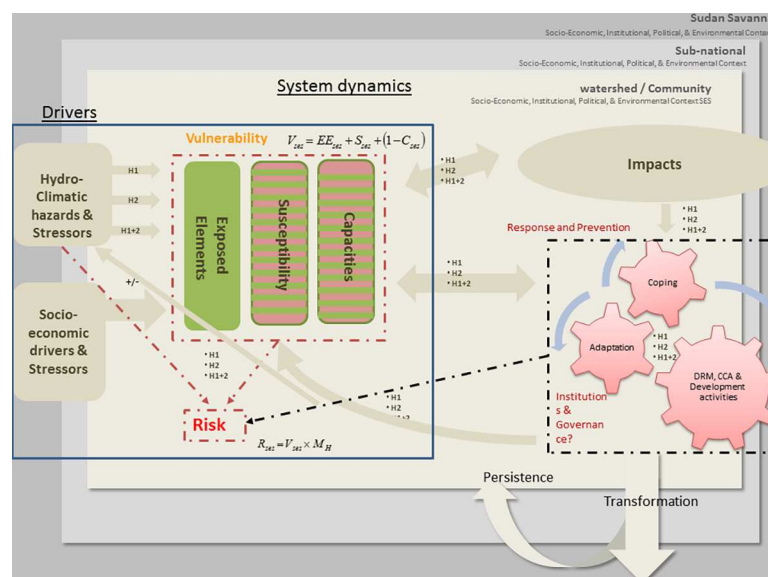 Sudan Savann
Socio-Economic, Institutional, Political, & Environmental Contex
Sub-national
Socio-Economic, Institutional, Political, & Environmental Context
watershed / Community
Socio-Economic, Institutional, Political, & Environmental Context SES
System dynamics
Drivers
Vulnerability
V_ses = EE_ses + S_ses + (1-C_ses)
Hydro-
Climatic
hazards &
Stressors
H1
H2
H1+2
+/-
Socio-
economic
drivers &
Stressors
Exposed
Elements
Susceptibility
Capacities
• H1
• H2
• H1+2
Impacts
• H1
• H2
• H1+2
Response and Prevention
• H1
• H2
• H1+2
Coping
Adaptation
• H1
• H2
• H1+2
DRM, CCA &
Development
activities
Institution
s &
Governan
ce?
• H1
• H2
• H1+2
• H1
• H2
Risk
R_ses = V_ses × M_H
Persistence
Transformation